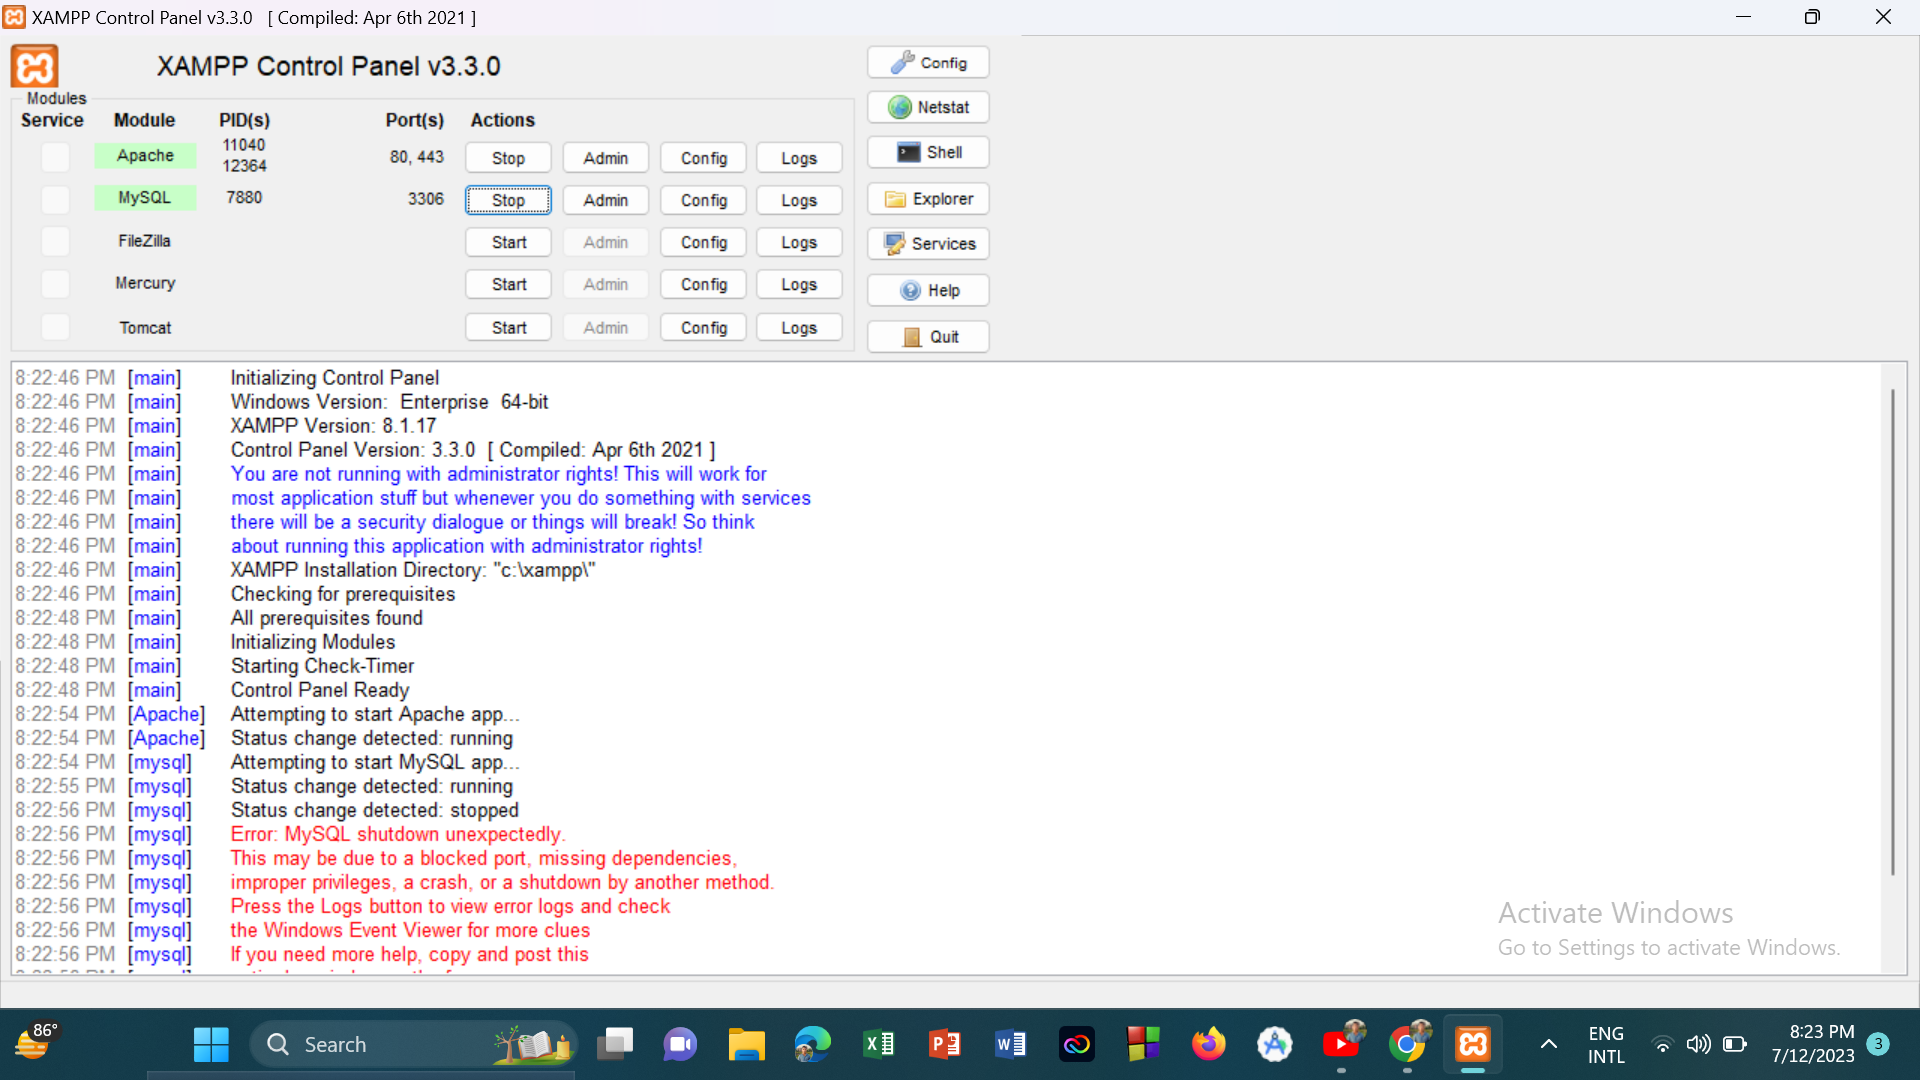 XAMPP Control Panel v3.3.0 [ Compiled: Apr 6th 2021 ]
XAMPP Control Panel v3.3.0
Config
Modules
Service Module PID(s) Port(s) Actions
Netstat
Apache 11040 12364 80, 443 Stop Admin Config Logs
Shell
MySQL 7880 3306 Stop Admin Config Logs
Explorer
FileZilla Start Admin Config Logs
Services
Mercury Start Admin Config Logs
Help
Tomcat Start Admin Config Logs
Quit
8:22:46 PM [main] Initializing Control Panel
8:22:46 PM [main] Windows Version: Enterprise 64-bit
8:22:46 PM [main] XAMPP Version: 8.1.17
8:22:46 PM [main] Control Panel Version: 3.3.0 [ Compiled: Apr 6th 2021 ]
8:22:46 PM [main] You are not running with administrator rights! This will work for
8:22:46 PM [main] most application stuff but whenever you do something with services
8:22:46 PM [main] there will be a security dialogue or things will break! So think
8:22:46 PM [main] about running this application with administrator rights!
8:22:46 PM [main] XAMPP Installation Directory: "c:\xampp\"
8:22:46 PM [main] Checking for prerequisites
8:22:48 PM [main] All prerequisites found
8:22:48 PM [main] Initializing Modules
8:22:48 PM [main] Starting Check-Timer
8:22:48 PM [main] Control Panel Ready
8:22:54 PM [Apache] Attempting to start Apache app...
8:22:54 PM [Apache] Status change detected: running
8:22:54 PM [mysql] Attempting to start MySQL app...
8:22:55 PM [mysql] Status change detected: running
8:22:56 PM [mysql] Status change detected: stopped
8:22:56 PM [mysql] Error: MySQL shutdown unexpectedly.
8:22:56 PM [mysql] This may be due to a blocked port, missing dependencies,
8:22:56 PM [mysql] improper privileges, a crash, or a shutdown by another method.
8:22:56 PM [mysql] Press the Logs button to view error logs and check
8:22:56 PM [mysql] the Windows Event Viewer for more clues
8:22:56 PM [mysql] If you need more help, copy and post this
Activate Windows
Go to Settings to activate Windows.
86°
Search
ENG
INTL
8:23 PM
7/12/2023
3